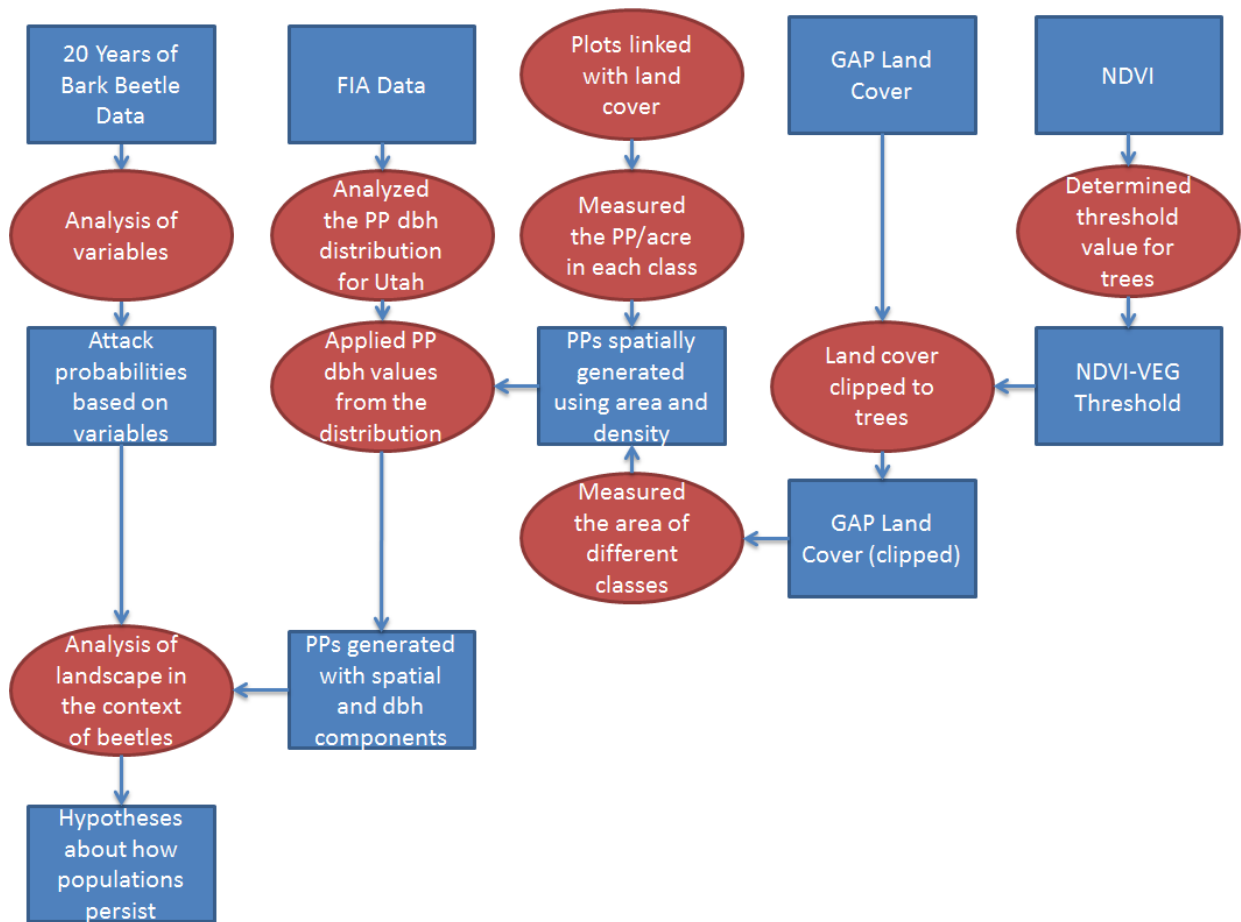 20 Years of
Bark Beetle
Data
FIA Data
Plots linked
with land
cover
GAP Land
Cover
NDVI
Analysis of
variables
Analyzed
the PP dbh
distribution
for Utah
Measured
the PP/acre
in each class
Determined
threshold
value for
trees
Attack
probabilities
based on
variables
Applied PP
dbh values
from the
distribution
PPs spatially
generated
using area and
density
Land cover
clipped to
trees
NDVI-VEG
Threshold
Measured
the area of
different
classes
GAP Land
Cover (clipped)
Analysis of
landscape in
the context
of beetles
PPs generated
with spatial
and dbh
components
Hypotheses
about how
populations
persist